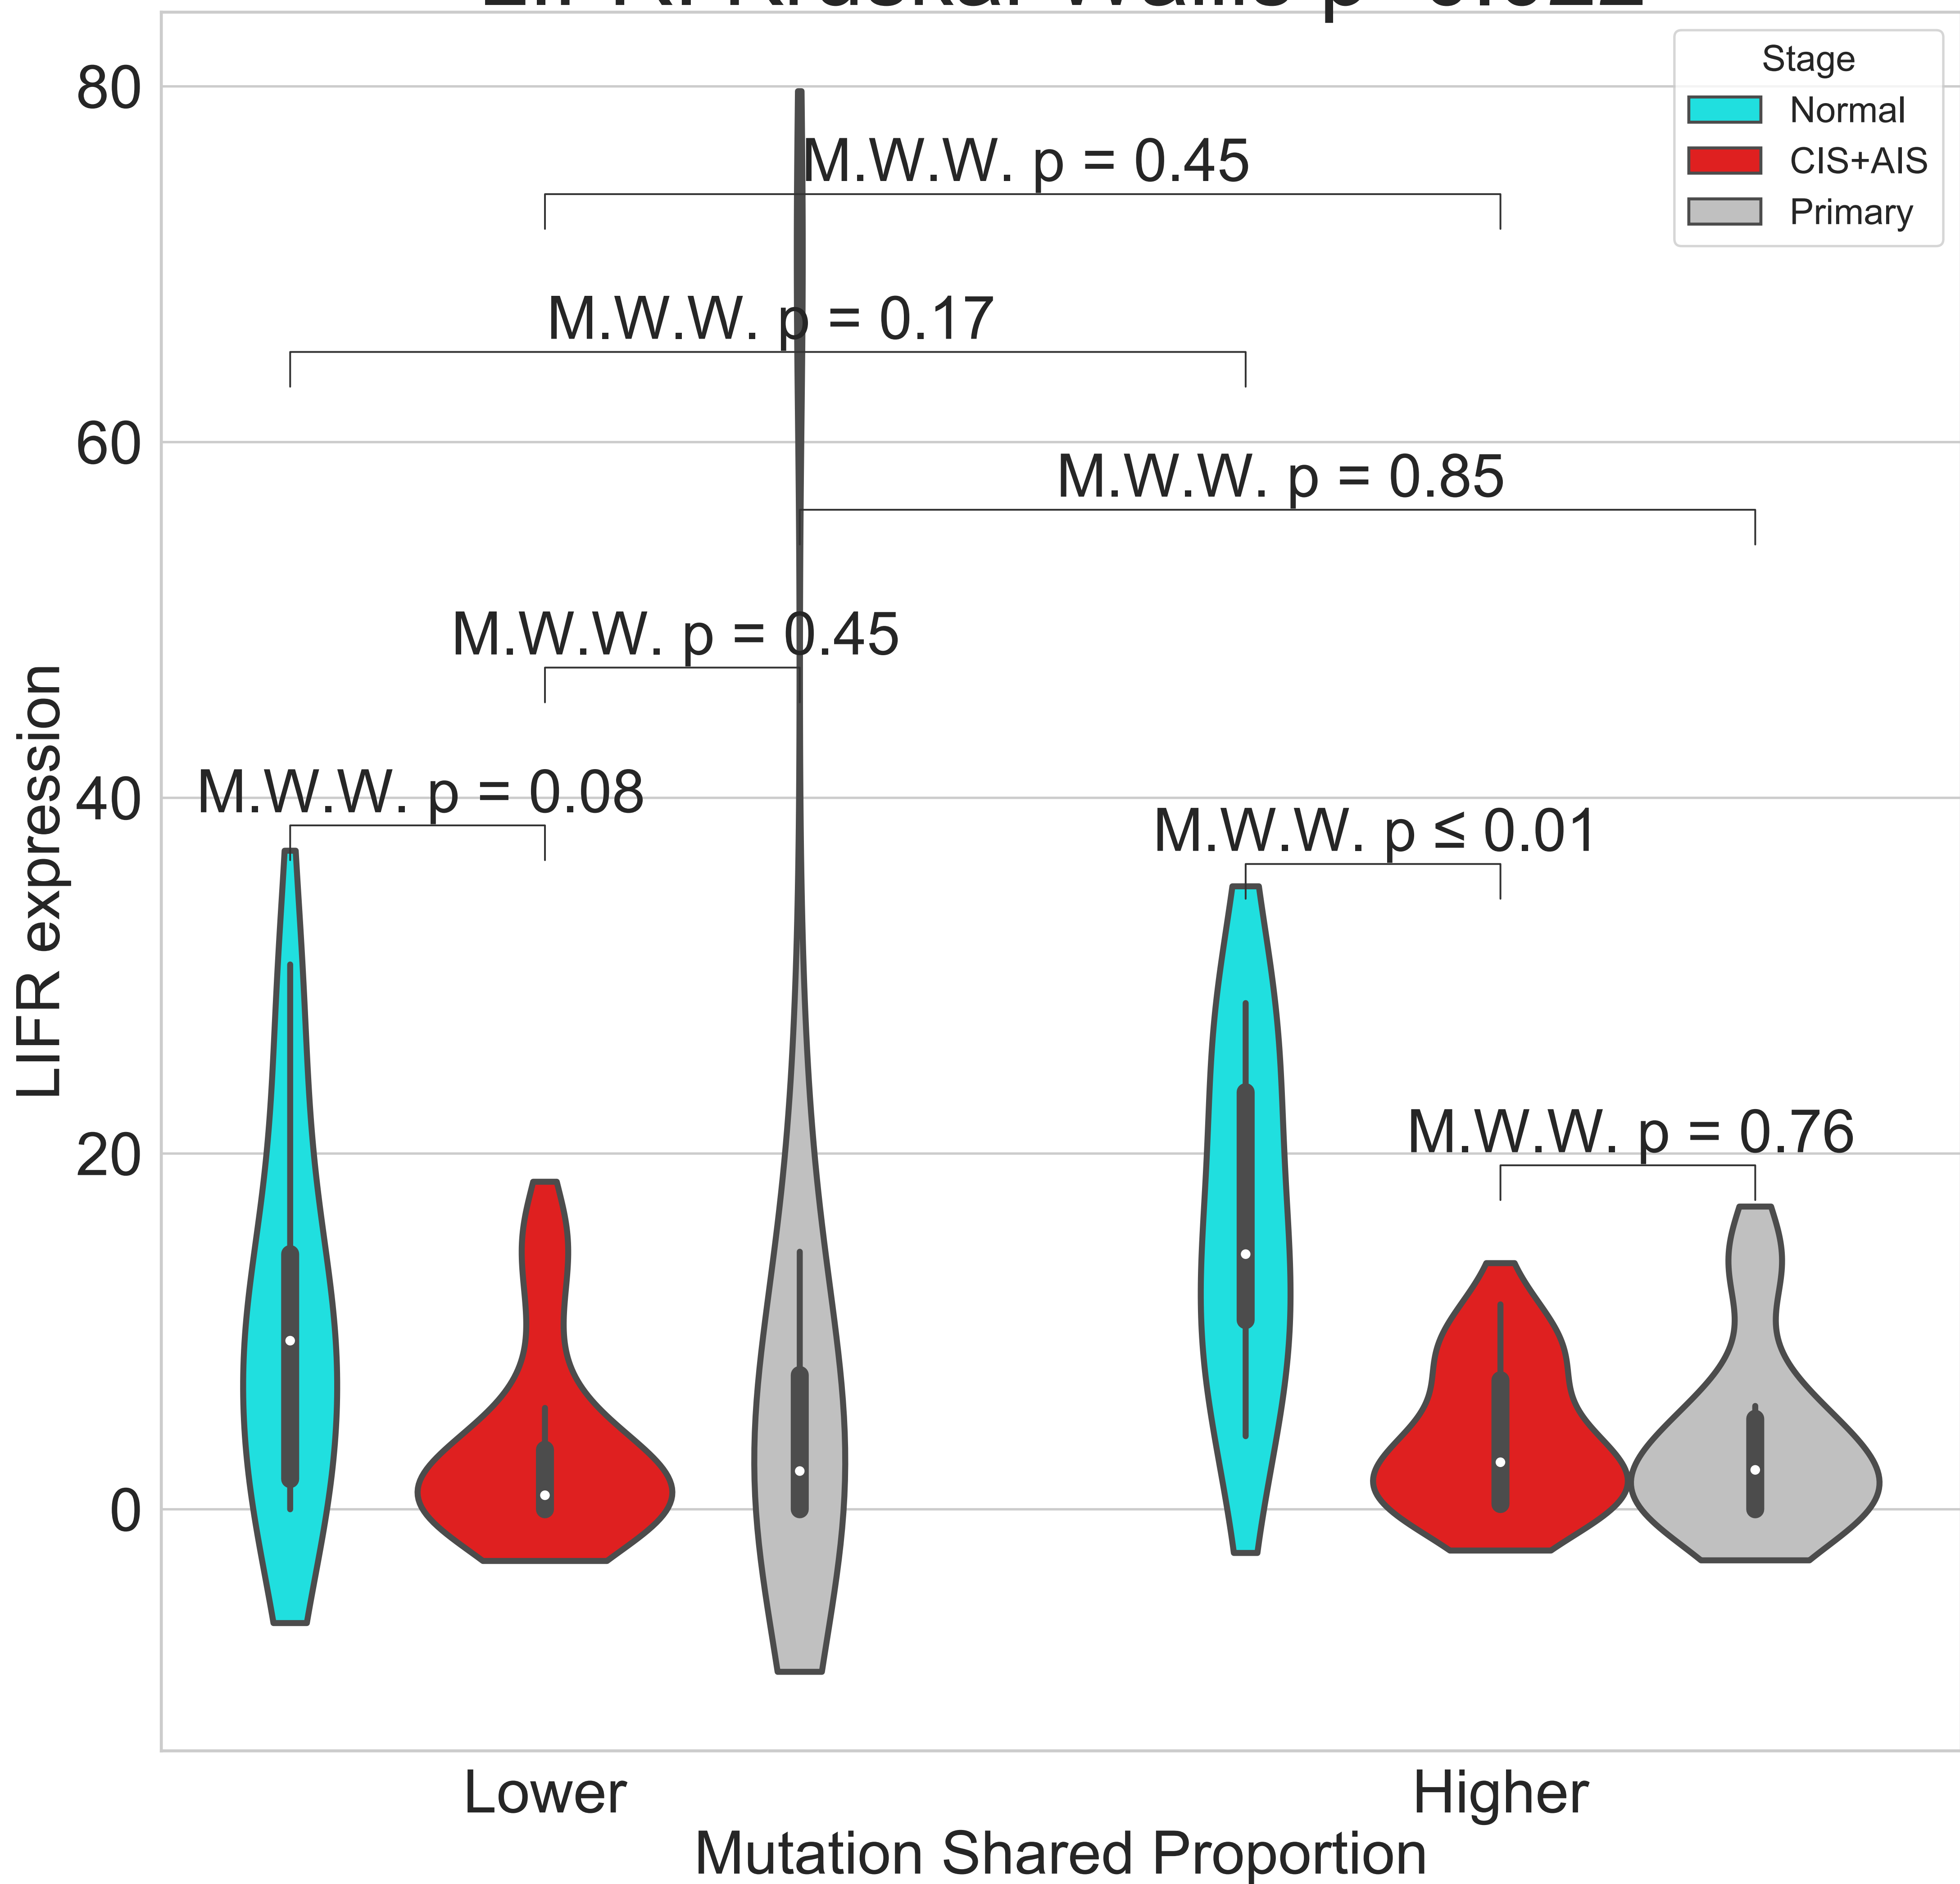 80
60
40
20
0
LIFR expression
M.W.W. p = 0.45
M.W.W. p = 0.17
M.W.W. p = 0.85
M.W.W. p = 0.45
M.W.W. p = 0.08
M.W.W. p ≤ 0.01
M.W.W. p = 0.76
Stage
Normal
CIS+AIS
Primary
Lower
Higher
Mutation Shared Proportion